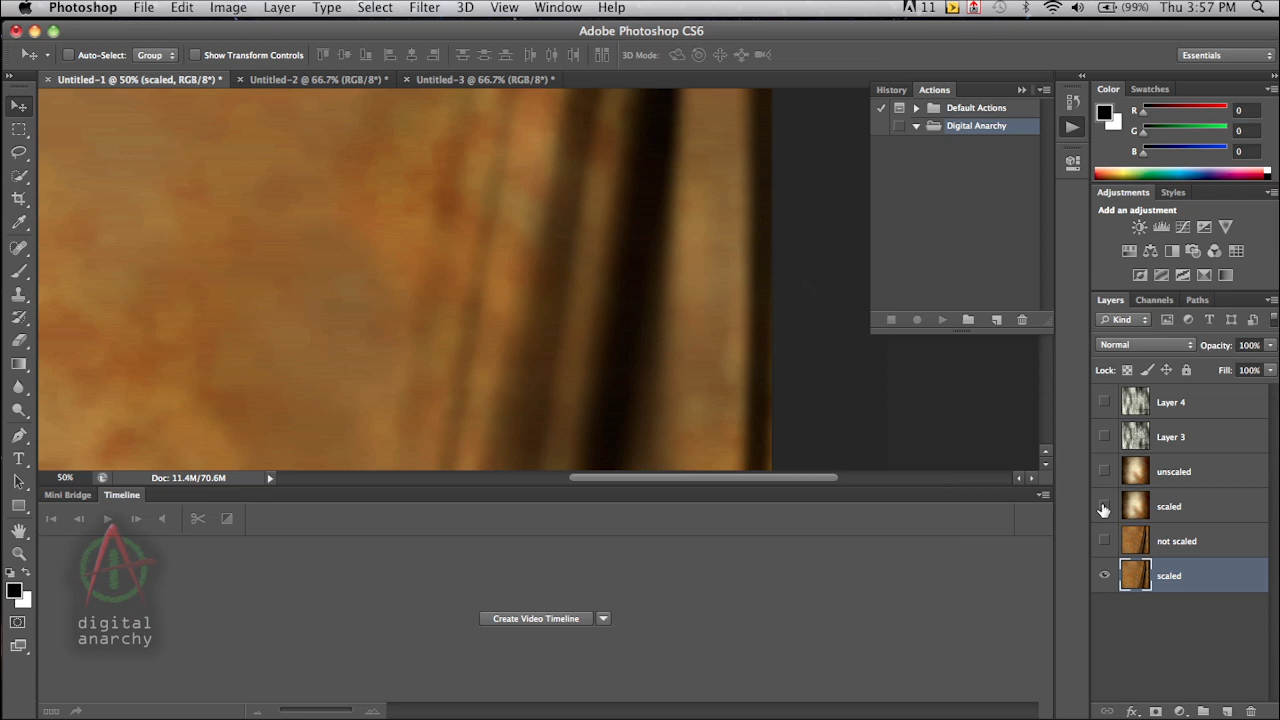 Photoshop File Edit Image Layer Type Select Filter 3D View Window Help 11 (99%) Thu 3:57 PM
Adobe Photoshop CS6
Auto-Select: Group Show Transform Controls 3D Mode: Essentials
Untitled-1 @ 50% (scaled, RGB/8*) * Untitled-2 @ 66.7% (RGB/8*) * Untitled-3 @ 66.7% (RGB/8*) *
History Actions
Default Actions
Digital Anarchy
Color Swatches
R 0
G 0
B 0
Adjustments Styles
Add an adjustment
Layers Channels Paths
Kind
Normal Opacity: 100%
Lock: Fill: 100%
Layer 4
Layer 3
unscaled
scaled
not scaled
scaled
50% Doc: 11.4M/70.6M
Mini Bridge Timeline
Create Video Timeline
digital
anarchy